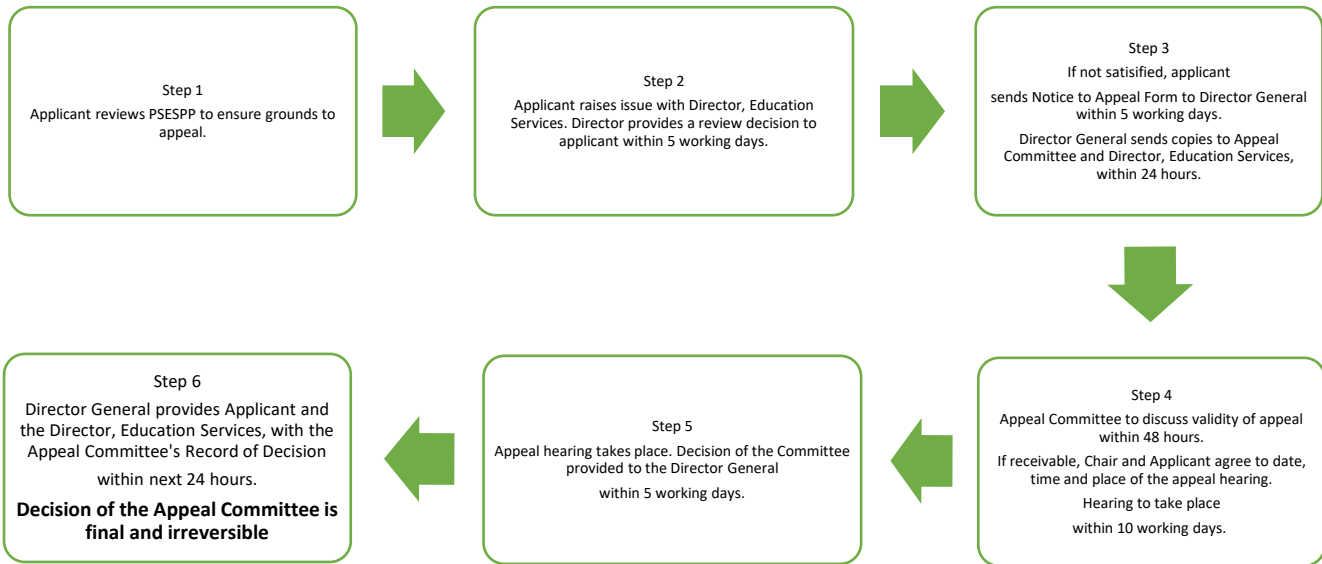 Step 1
Applicant reviews PSESPP to ensure grounds to
appeal.
Step 2
Applicant raises issue with Director, Education
Services. Director provides a review decision to
applicant within 5 working days.
Step 3
If not satisified, applicant
sends Notice to Appeal Form to Director General
within 5 working days.
Director General sends copies to Appeal
Committee and Director, Education Services,
within 24 hours.
Step 4
Appeal Committee to discuss validity of appeal
within 48 hours.
If receivable, Chair and Applicant agree to date,
time and place of the appeal hearing.
Hearing to take place
within 10 working days.
Step 5
Appeal hearing takes place. Decision of the Committee
provided to the Director General
within 5 working days.
Step 6
Director General provides Applicant and
the Director, Education Services, with the
Appeal Committee's Record of Decision
within next 24 hours.
Decision of the Appeal Committee is
final and irreversible